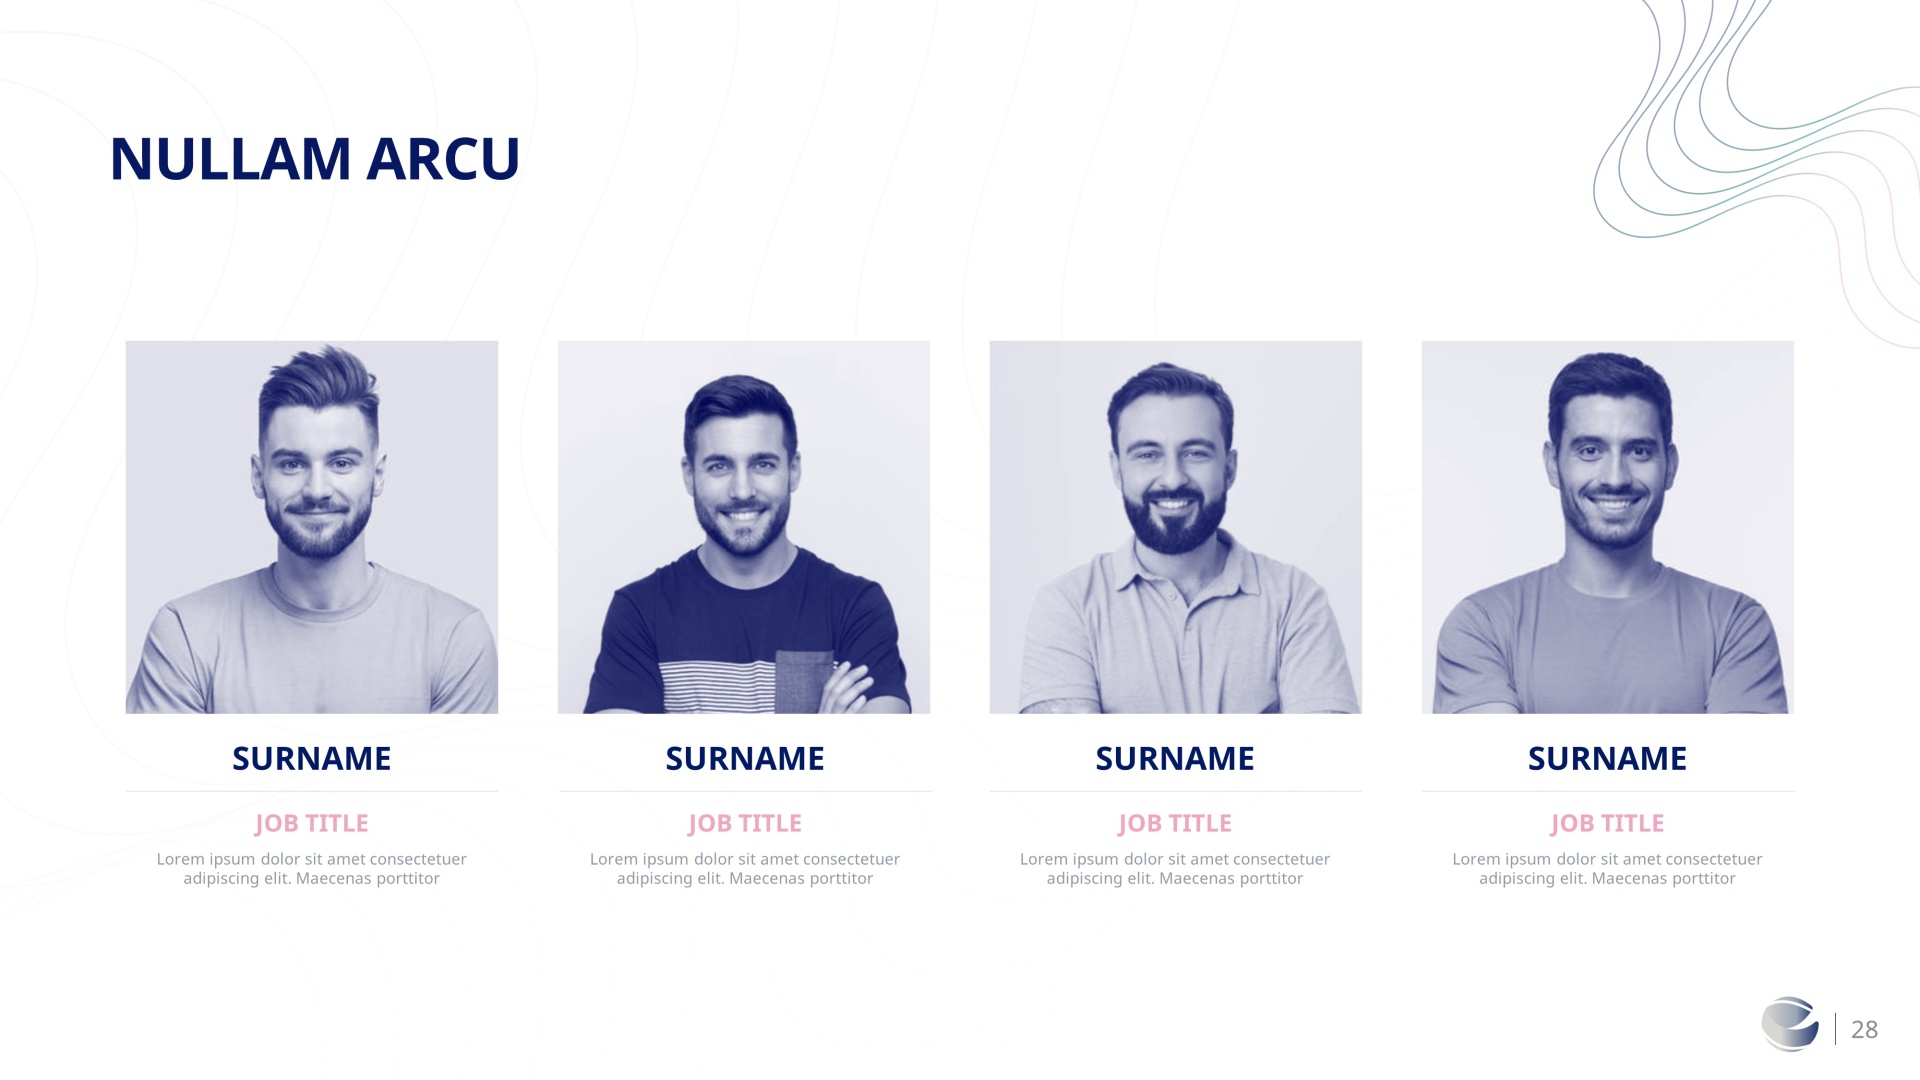 NULLAM ARCU
SURNAME
JOB TITLE
Lorem ipsum dolor sit amet consectetuer
adipiscing elit. Maecenas porttitor
SURNAME
JOB TITLE
Lorem ipsum dolor sit amet consectetuer
adipiscing elit. Maecenas porttitor
SURNAME
JOB TITLE
Lorem ipsum dolor sit amet consectetuer
adipiscing elit. Maecenas porttitor
SURNAME
JOB TITLE
Lorem ipsum dolor sit amet consectetuer
adipiscing elit. Maecenas porttitor
28